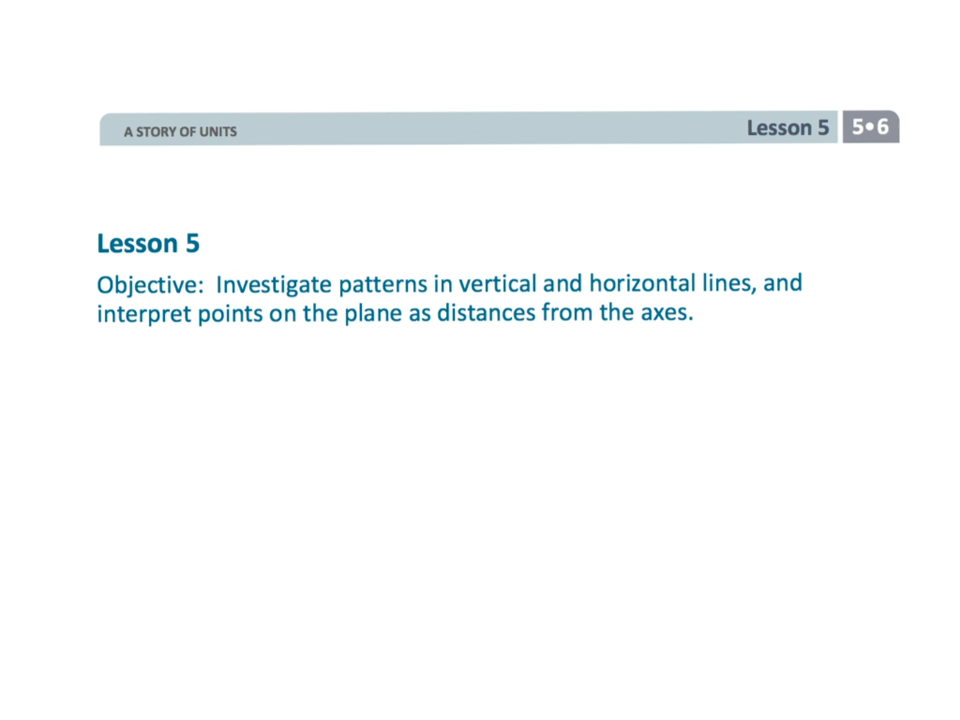 A STORY OF UNITS
Lesson 5 5•6
Lesson 5
Objective: Investigate patterns in vertical and horizontal lines, and
interpret points on the plane as distances from the axes.